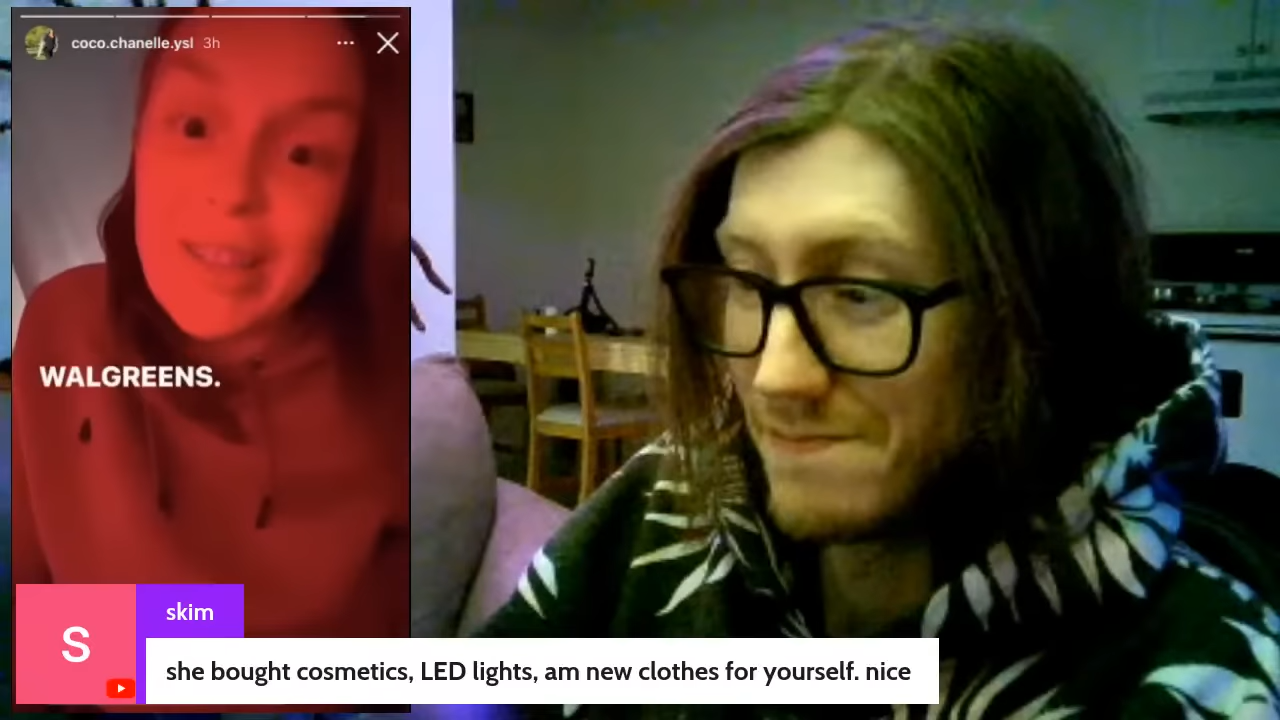 coco.chanelle.ysl 3h
WALGREENS.
S
skim
she bought cosmetics, LED lights, am new clothes for yourself. nice